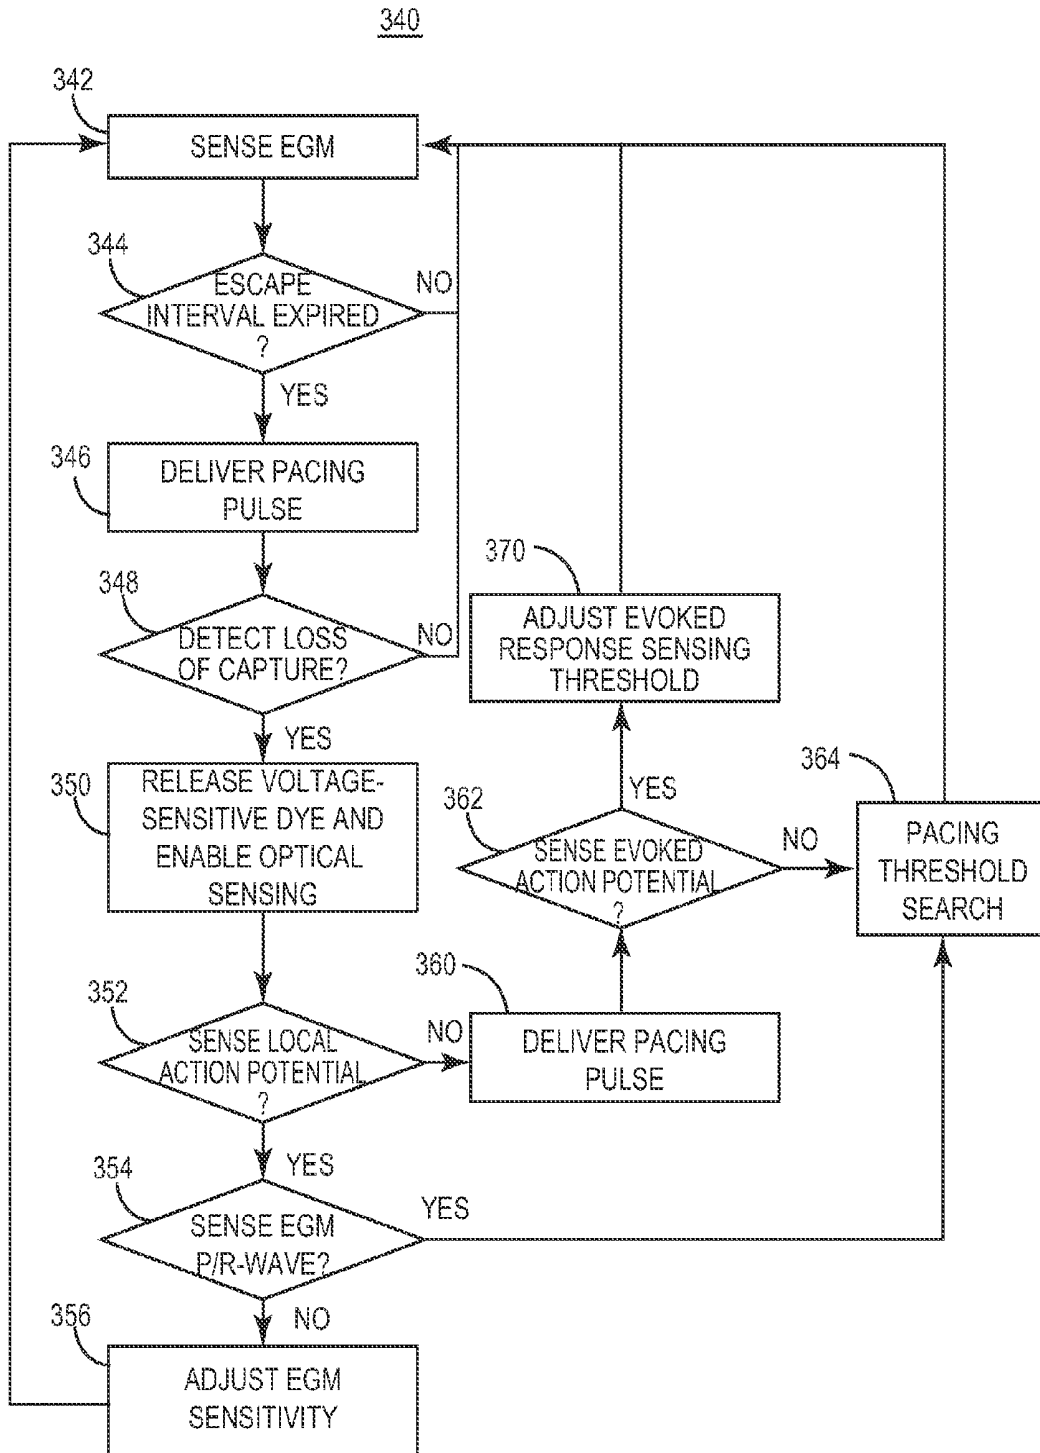 340
342
SENSE EGM
344
ESCAPE
INTERVAL EXPIRED
?
NO
YES
346
DELIVER PACING
PULSE
348
DETECT LOSS
OF CAPTURE?
NO
YES
350
RELEASE VOLTAGE-
SENSITIVE DYE AND
ENABLE OPTICAL
SENSING
352
SENSE LOCAL
ACTION POTENTIAL
?
NO
YES
354
SENSE EGM
P/R-WAVE?
YES
NO
356
ADJUST EGM
SENSITIVITY
360
DELIVER PACING
PULSE
362
SENSE EVOKED
ACTION POTENTIAL
?
YES
NO
370
ADJUST EVOKED
RESPONSE SENSING
THRESHOLD
364
PACING
THRESHOLD
SEARCH